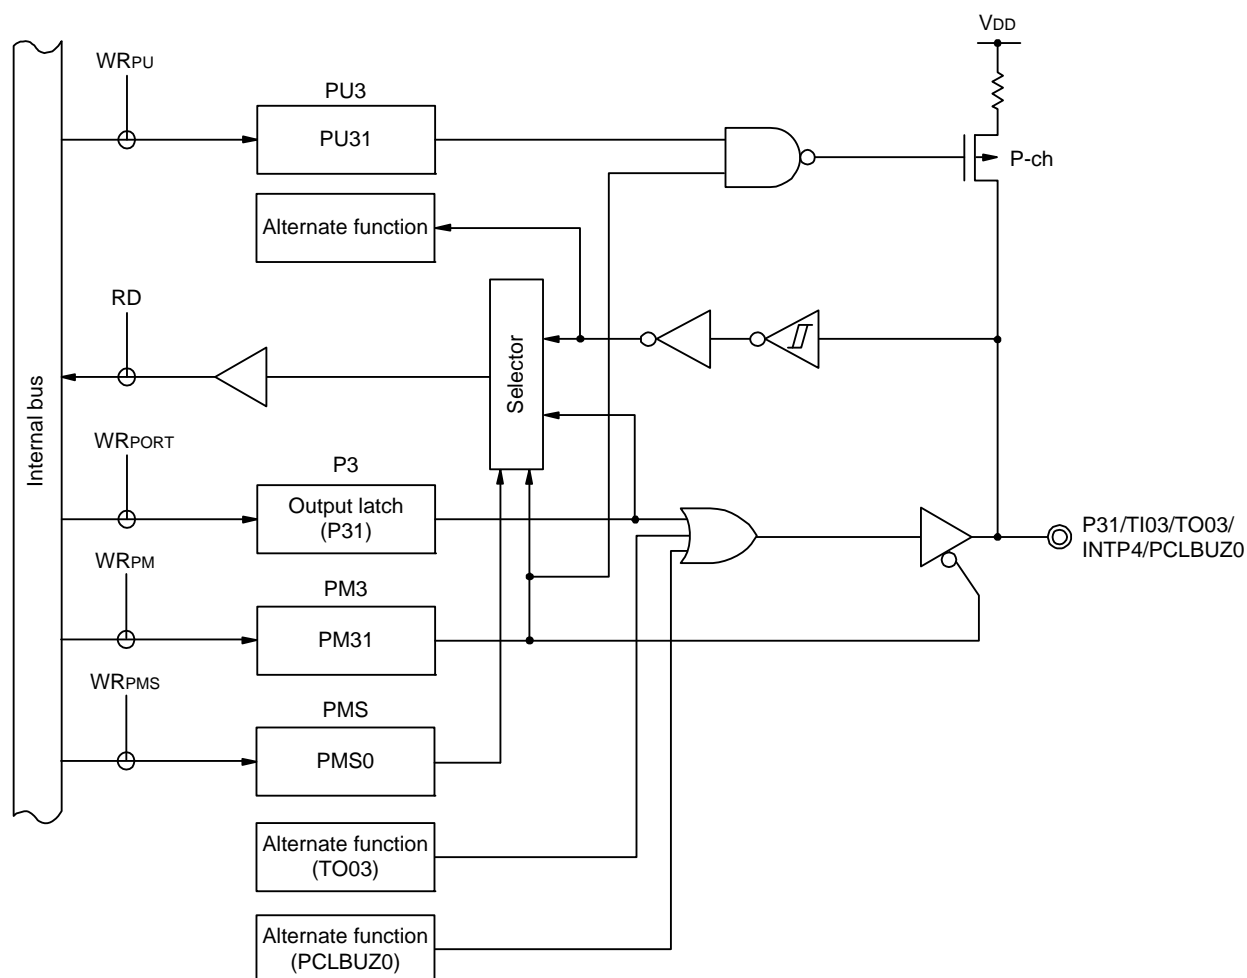 VDD
WRPU
PU3
PU31
P-ch
Alternate function
RD
Selector
Internal bus
WRPORT
P3
Output latch
(P31)
P31/TI03/TO03/
INTP4/PCLBUZ0
WRPM
PM3
PM31
WRPMS
PMS
PMS0
Alternate function
(TO03)
Alternate function
(PCLBUZ0)